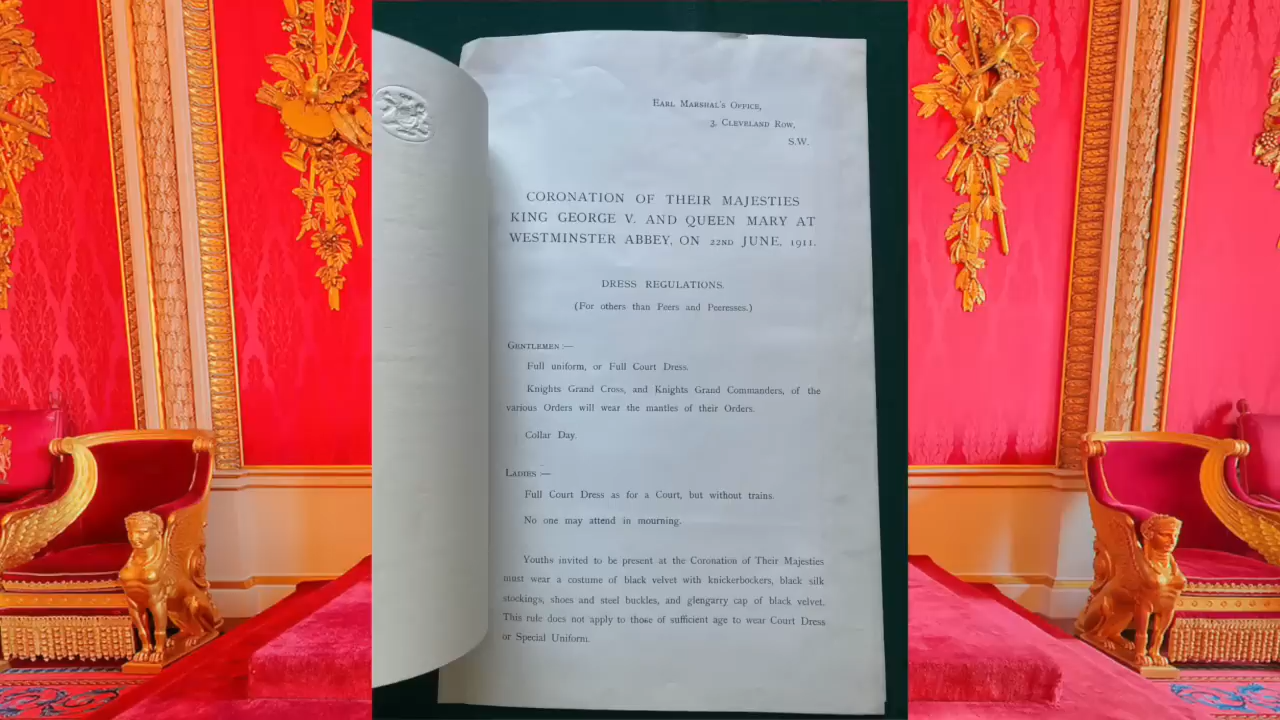 Earl Marshal's Office,
3, Cleveland Row,
S.W.
CORONATION OF THEIR MAJESTIES
KING GEORGE V. AND QUEEN MARY AT
WESTMINSTER ABBEY, ON 22ND JUNE, 1911.
DRESS REGULATIONS.
(For others than Peers and Peeresses.)
Gentlemen :—
Full uniform, or Full Court Dress.
Knights Grand Cross, and Knights Grand Commanders, of the
various Orders will wear the mantles of their Orders.
Collar Day.
Ladies :—
Full Court Dress as for a Court, but without trains.
No one may attend in mourning.
Youths invited to be present at the Coronation of Their Majesties
must wear a costume of black velvet with knickerbockers, black silk
stockings, shoes and steel buckles, and glengarry cap of black velvet.
This rule does not apply to those of sufficient age to wear Court Dress
or Special Uniform.